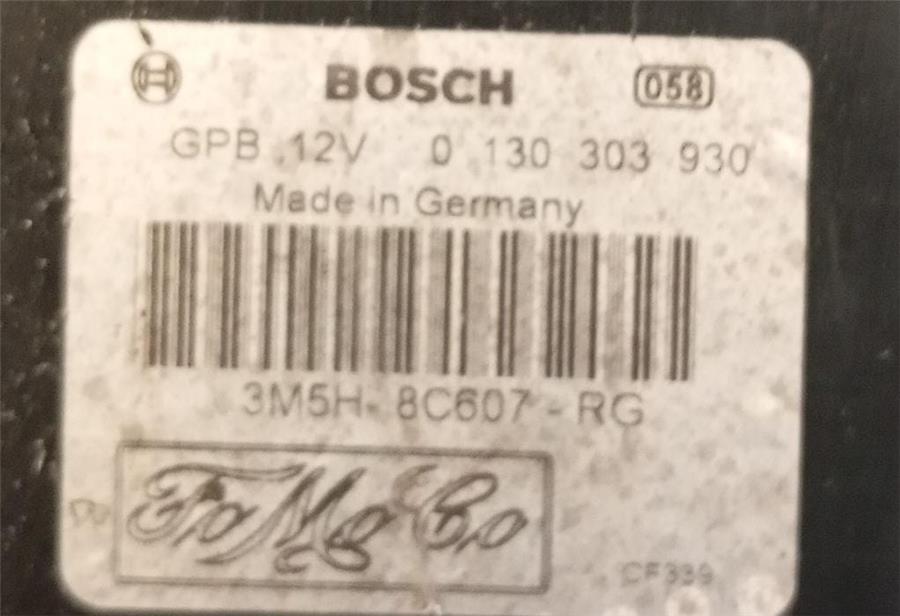 BOSCH 058
GPB .12V 0 130 303 930
Made in Germany
3M5H- 8C607 - RG
FoMoCo
CF339